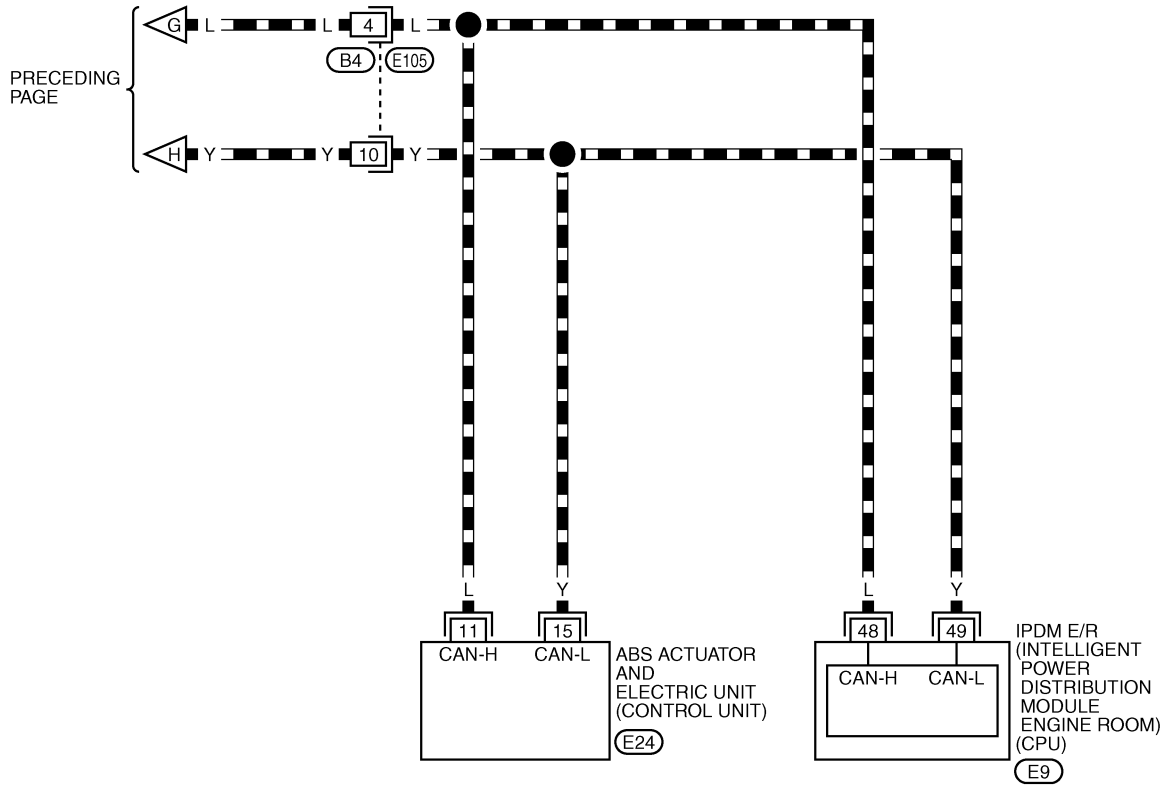 G L L 4 L
B4 E105
PRECEDING
PAGE
H Y Y 10 Y
L Y L Y
11 15 48 49
CAN-H CAN-L
ABS ACTUATOR
AND
ELECTRIC UNIT
(CONTROL UNIT)
E24
CAN-H CAN-L
IPDM E/R
(INTELLIGENT
POWER
DISTRIBUTION
MODULE
ENGINE ROOM)
(CPU)
E9